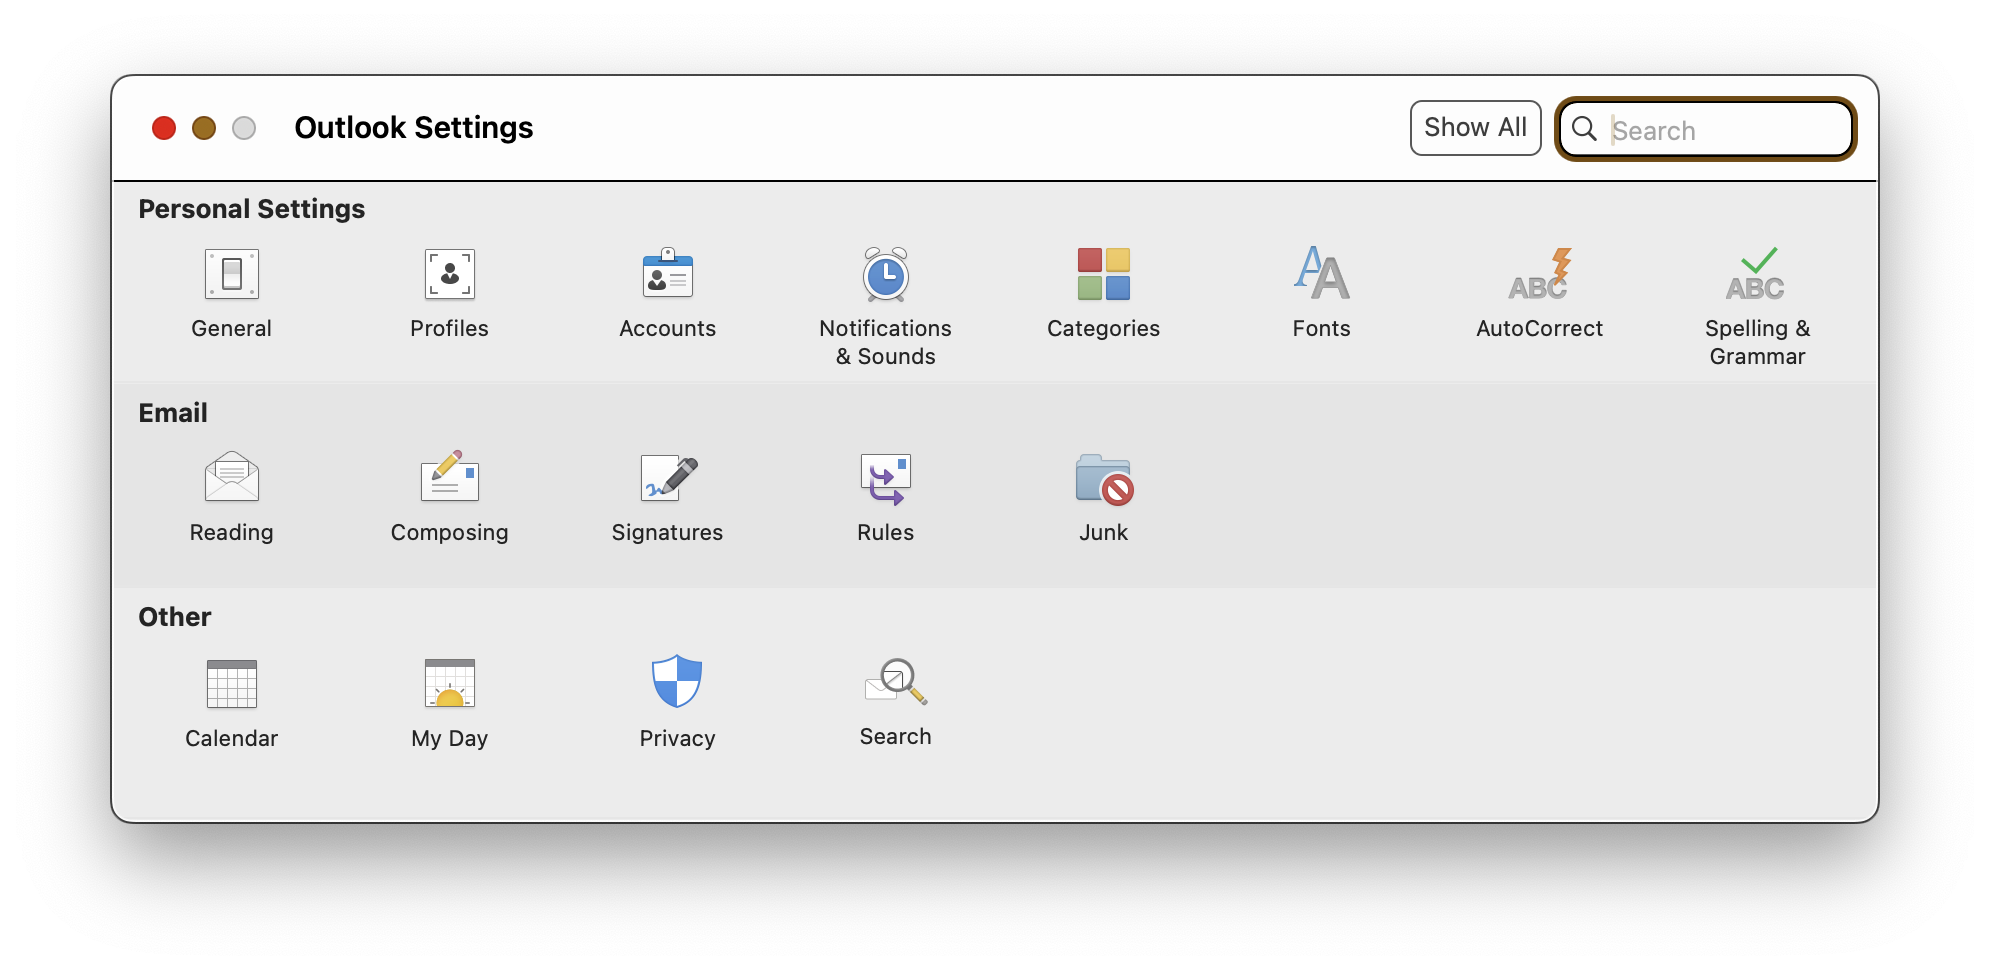 Outlook Settings
Show All
Search
Personal Settings
General
Profiles
Accounts
Notifications
& Sounds
Categories
Fonts
ABC
AutoCorrect
ABC
Spelling &
Grammar
Email
Reading
Composing
Signatures
Rules
Junk
Other
Calendar
My Day
Privacy
Search